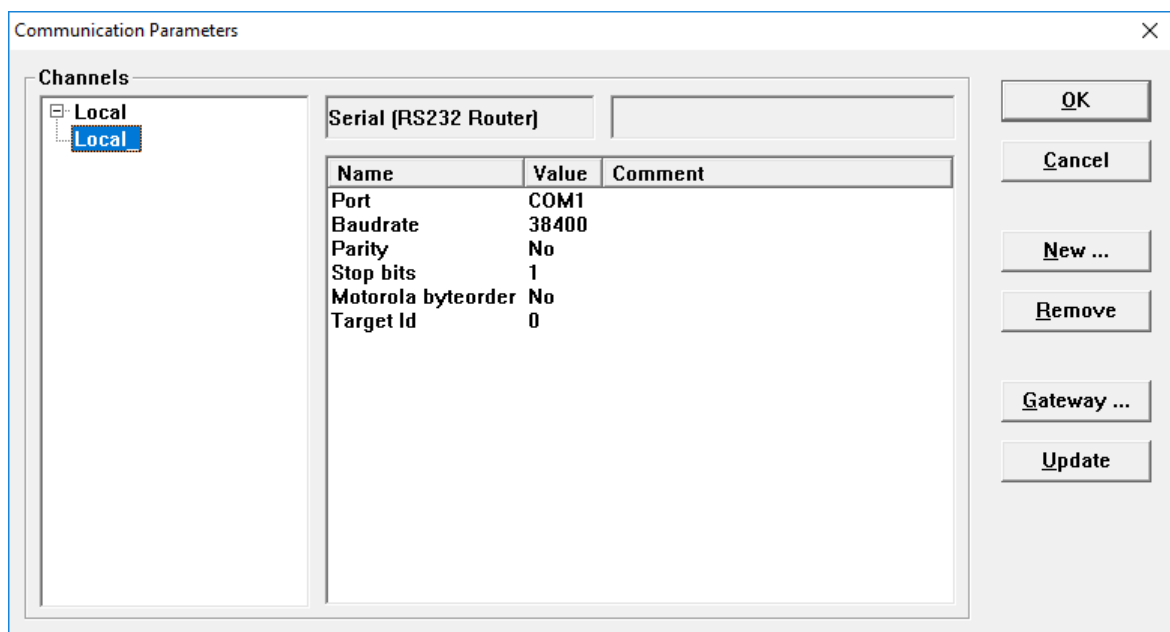 Communication Parameters
Channels
Local
Local_
Serial (RS232 Router)
Name Value Comment
Port COM1
Baudrate 38400
Parity No
Stop bits 1
Motorola byteorder No
Target Id 0
OK
Cancel
New ...
Remove
Gateway ...
Update